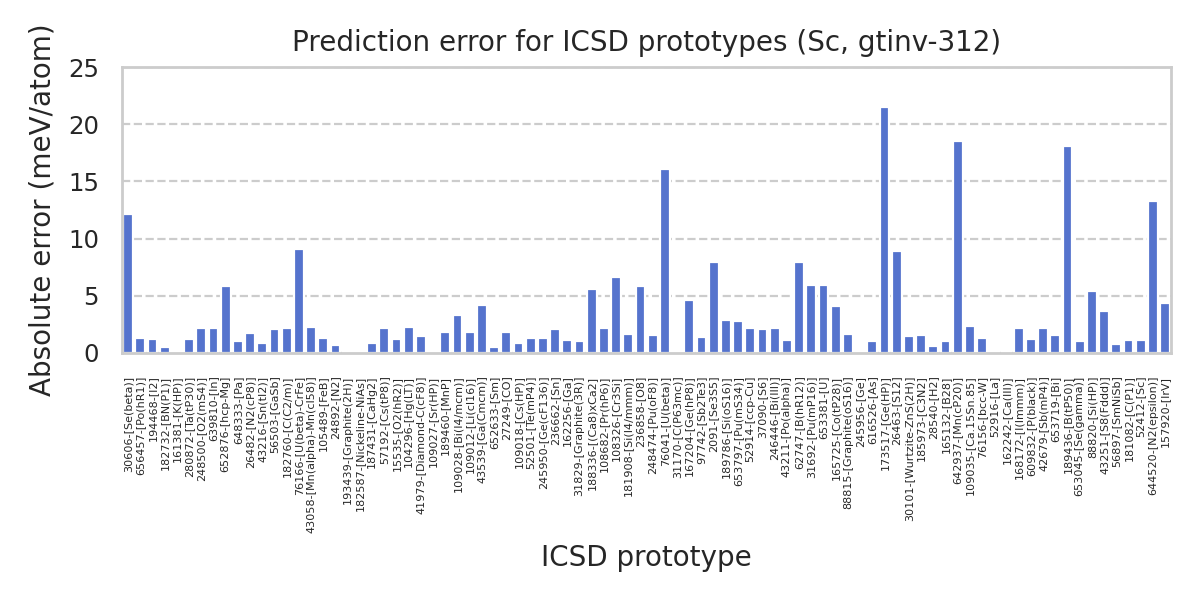 Prediction error for ICSD prototypes (Sc, gtinv-312)
Absolute error (meV/atom)
25
20
15
10
5
0
30606-[Se(beta)]
656457-[Po(hR1)]
194468-[I2]
182732-[BN(P1)]
161381-[K(HP)]
280872-[Ta(tP30)]
248500-[O2(mS4)]
639810-[In]
652876-[hcp-Mg]
648333-[Pa]
26482-[N2(cP8)]
43216-[Sn(tI2)]
56503-[GaSb]
182760-[C(C2/m)]
76166-[U(beta)-CrFe]
43058-[Mn(alpha)-Mn(cI58)]
105489-[FeB]
24892-[N2]
193439-[Graphite(2H)]
182587-[Nickeline-NiAs]
187431-[CaHg2]
57192-[Cs(tP8)]
15535-[O2(hR2)]
104296-[Hg(LT)]
41979-[Diamond-C(cF8)]
109027-[Sr(HP)]
189460-[MnP]
109028-[Bi(I4/mcm)]
109012-[Li(cI16)]
43539-[Ga(Cmcm)]
652633-[Sm]
27249-[CO]
109018-[Cs(HP)]
52501-[Te(mP4)]
245950-[Ge(cF136)]
236662-[Sn]
162256-[Ga]
31829-[Graphite(3R)]
188336-[(Ca8)xCa2]
108682-[Pr(hP6)]
108326-[Cr3Si]
181908-[Si(I4/mmm)]
236858-[O8]
248474-[Pu(oF8)]
76041-[U(beta)]
31170-[C(P63mc)]
167204-[Ge(hP8)]
97742-[Sb2Te3]
2091-[Se3S5]
189786-[Si(oS16)]
653797-[Pu(mS34)]
52914-[ccp-Cu]
37090-[S6]
246446-[Bi(III)]
43211-[Po(alpha)]
62747-[B(hR12)]
31692-[Pu(mP16)]
653381-[U]
165725-[Co(tP28)]
88815-[Graphite(oS16)]
245956-[Ge]
616526-[As]
173517-[Ge(HP)]
26463-[S12]
30101-[Wurtzite-ZnS(2H)]
185973-[C3N2]
28540-[H2]
165132-[B28]
642937-[Mn(cP20)]
109035-[Ca.15Sn.85]
76156-[bcc-W]
52916-[La]
162242-[Ca(III)]
168172-[I(Immm)]
609832-[P(black)]
42679-[Sb(mP4)]
653719-[Bi]
189436-[B(tP50)]
653045-[Se(gamma)]
88820-[Si(HP)]
43251-[S8(Fddd)]
56897-[SmNiSb]
181082-[C(P1)]
52412-[Sc]
644520-[N2(epsilon)]
157920-[IrV]
ICSD prototype